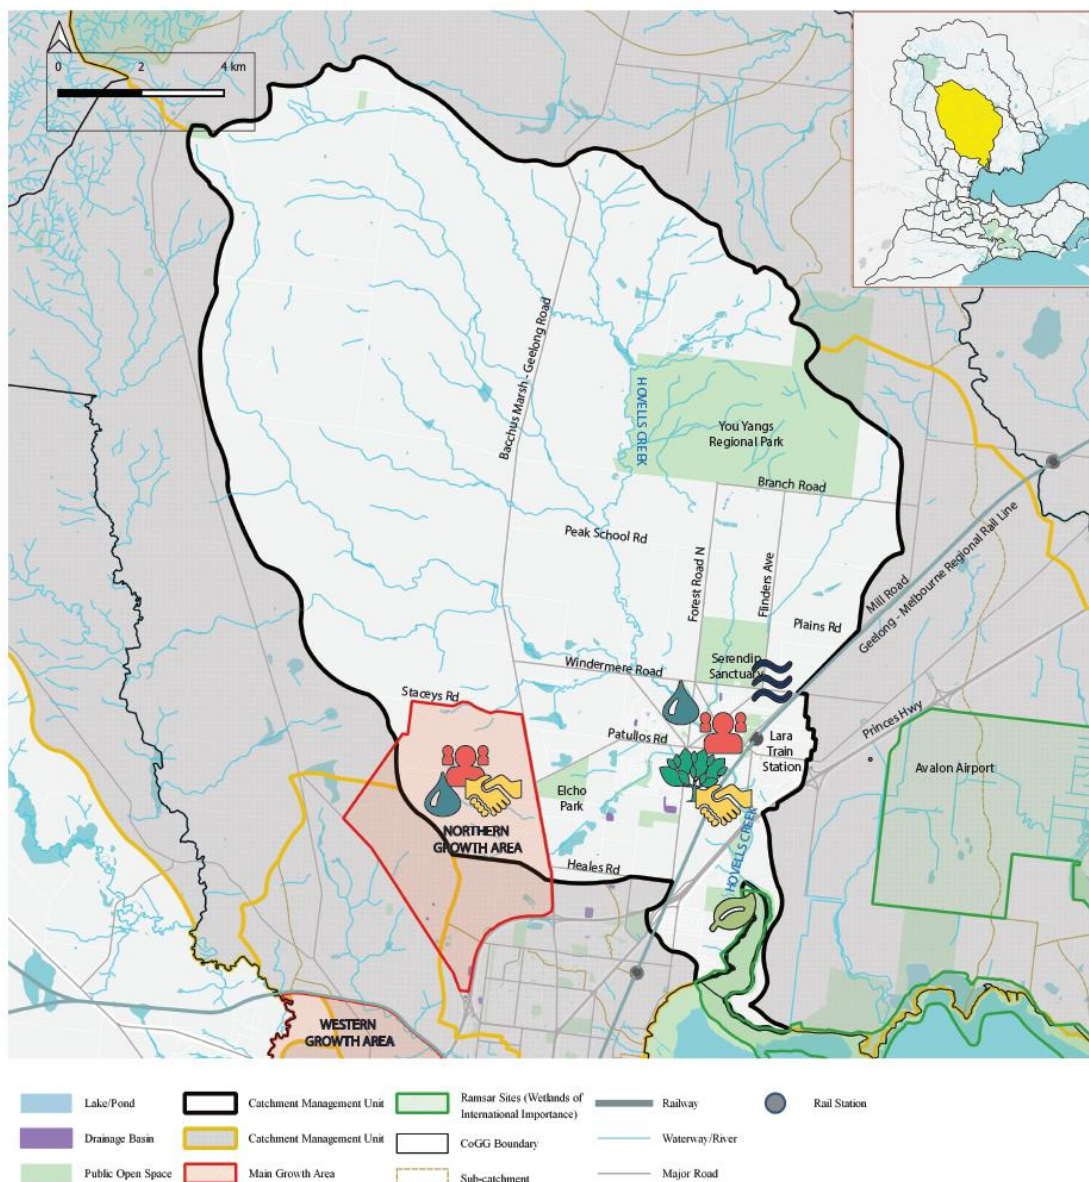 0 2 4 km
Bacchus Marsh - Geelong Road
HOVELLS CREEK
You Yangs
Regional Park
Branch Road
Peak School Rd
Forest Road N
Flinders Ave
Mill Road
Geelong - Melbourne Regional Rail Line
Plains Rd
Windermere Road
Serendip
Sanctuary
Staceys Rd
Princes Hwy
Patullos Rd
Lara
Train
Station
Avalon Airport
Elcho
Park
NORTHERN
GROWTH AREA
HOVELLS CREEK
Heales Rd
WESTERN
GROWTH AREA
Lake/Pond
Catchment Management Unit
Ramsar Sites (Wetlands of
International Importance)
Railway
Rail Station
Drainage Basin
Catchment Management Unit
CoGG Boundary
Waterway/River
Public Open Space
Main Growth Area
Sub-catchment
Major Road